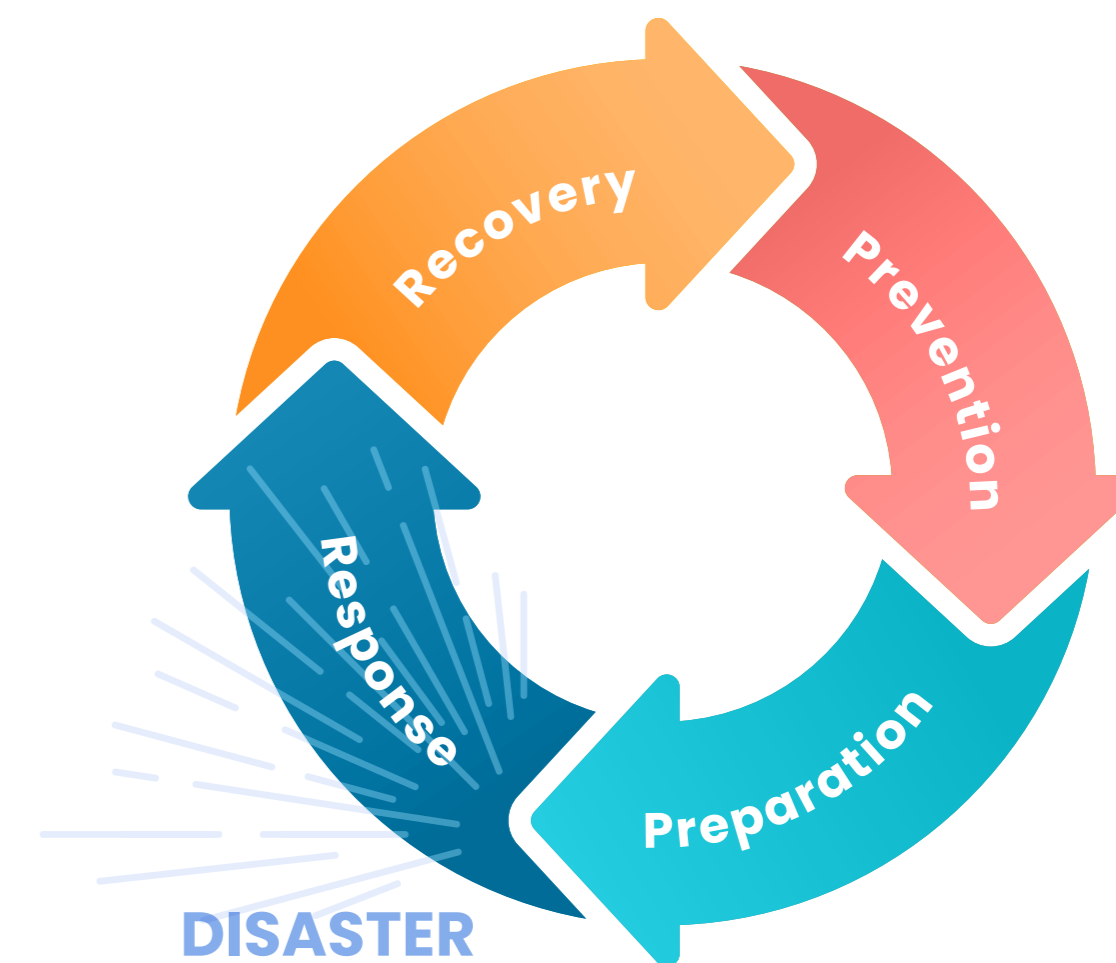 Recovery
Prevention
Preparation
Response
DISASTER